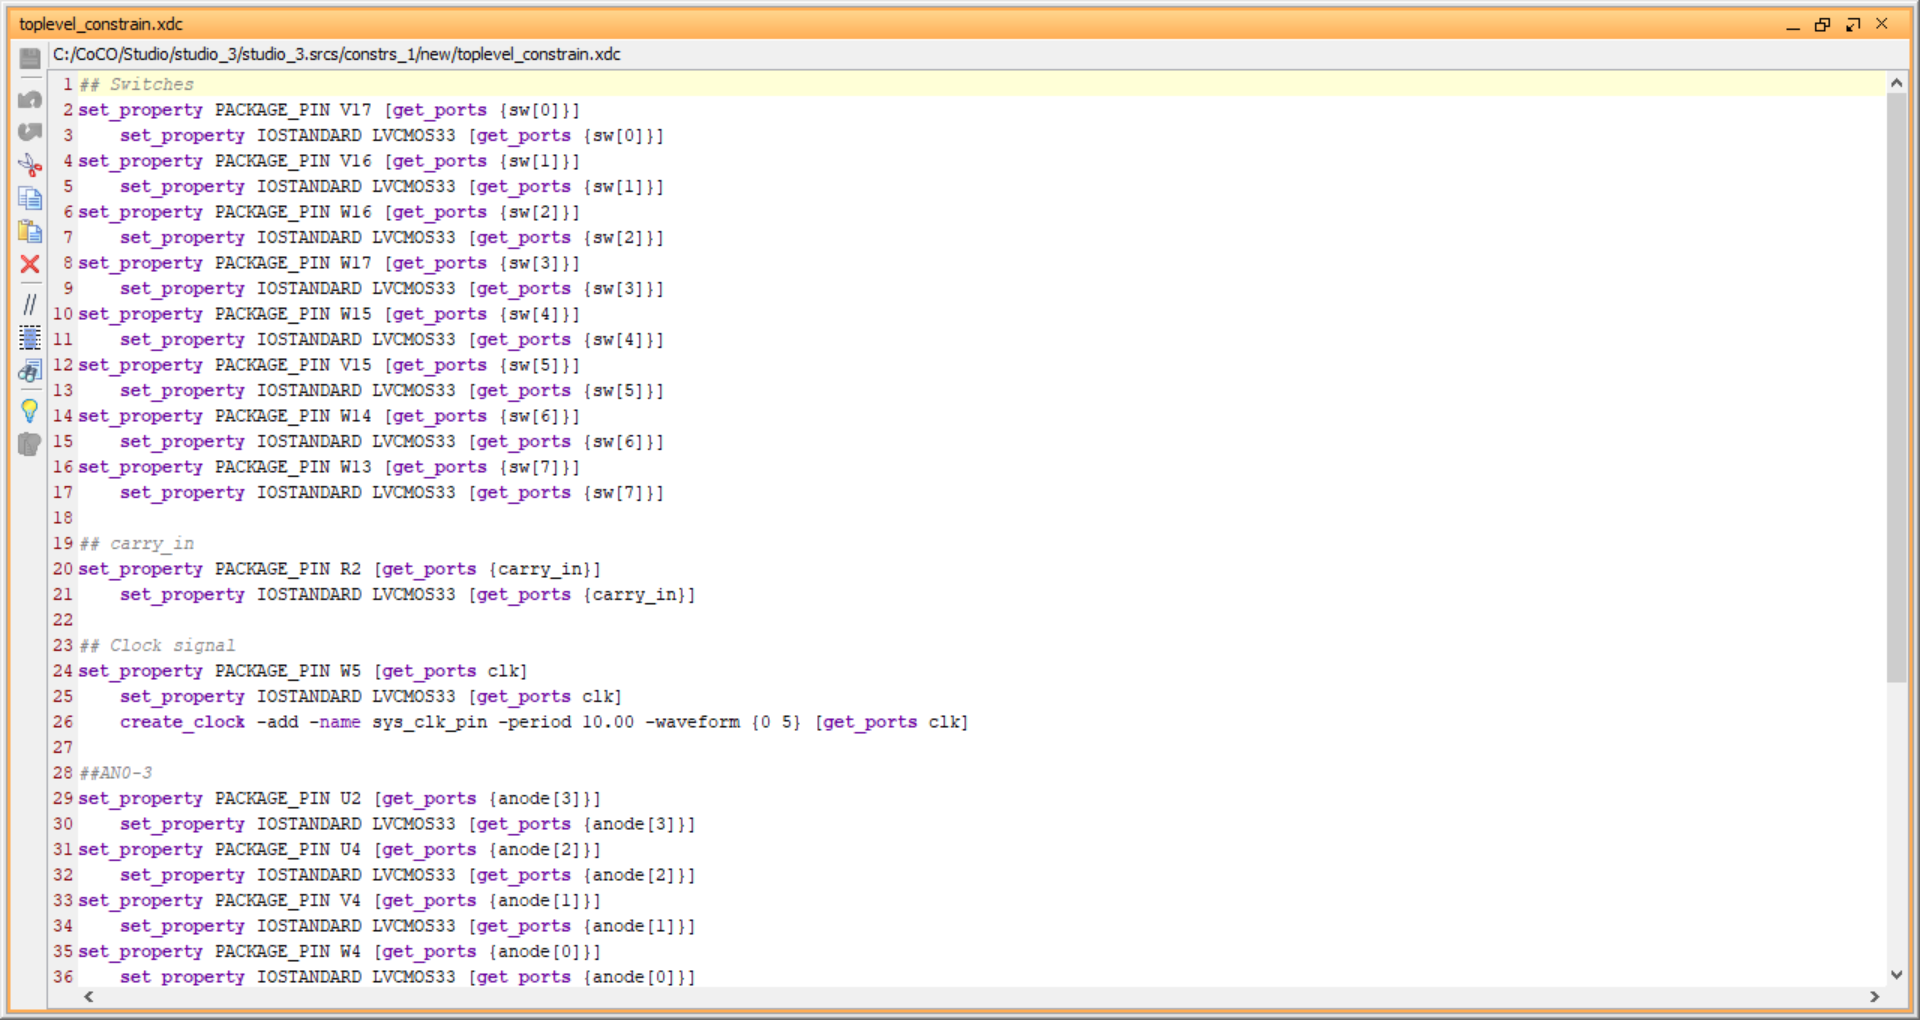 toplevel_constrain.xdc
C:/CoCO/Studio/studio_3/studio_3.srcs/constrs_1/new/toplevel_constrain.xdc
1 ## Switches
2 set_property PACKAGE_PIN V17 [get_ports {sw[0]}]
3     set_property IOSTANDARD LVCMOS33 [get_ports {sw[0]}]
4 set_property PACKAGE_PIN V16 [get_ports {sw[1]}]
5     set_property IOSTANDARD LVCMOS33 [get_ports {sw[1]}]
6 set_property PACKAGE_PIN W16 [get_ports {sw[2]}]
7     set_property IOSTANDARD LVCMOS33 [get_ports {sw[2]}]
8 set_property PACKAGE_PIN W17 [get_ports {sw[3]}]
9     set_property IOSTANDARD LVCMOS33 [get_ports {sw[3]}]
10 set_property PACKAGE_PIN W15 [get_ports {sw[4]}]
11     set_property IOSTANDARD LVCMOS33 [get_ports {sw[4]}]
12 set_property PACKAGE_PIN V15 [get_ports {sw[5]}]
13     set_property IOSTANDARD LVCMOS33 [get_ports {sw[5]}]
14 set_property PACKAGE_PIN W14 [get_ports {sw[6]}]
15     set_property IOSTANDARD LVCMOS33 [get_ports {sw[6]}]
16 set_property PACKAGE_PIN W13 [get_ports {sw[7]}]
17     set_property IOSTANDARD LVCMOS33 [get_ports {sw[7]}]
18
19 ## carry_in
20 set_property PACKAGE_PIN R2 [get_ports {carry_in}]
21     set_property IOSTANDARD LVCMOS33 [get_ports {carry_in}]
22
23 ## Clock signal
24 set_property PACKAGE_PIN W5 [get_ports clk]
25     set_property IOSTANDARD LVCMOS33 [get_ports clk]
26     create_clock -add -name sys_clk_pin -period 10.00 -waveform {0 5} [get_ports clk]
27
28 ##AN0-3
29 set_property PACKAGE_PIN U2 [get_ports {anode[3]}]
30     set_property IOSTANDARD LVCMOS33 [get_ports {anode[3]}]
31 set_property PACKAGE_PIN U4 [get_ports {anode[2]}]
32     set_property IOSTANDARD LVCMOS33 [get_ports {anode[2]}]
33 set_property PACKAGE_PIN V4 [get_ports {anode[1]}]
34     set_property IOSTANDARD LVCMOS33 [get_ports {anode[1]}]
35 set_property PACKAGE_PIN W4 [get_ports {anode[0]}]
36     set_property IOSTANDARD LVCMOS33 [get_ports {anode[0]}]